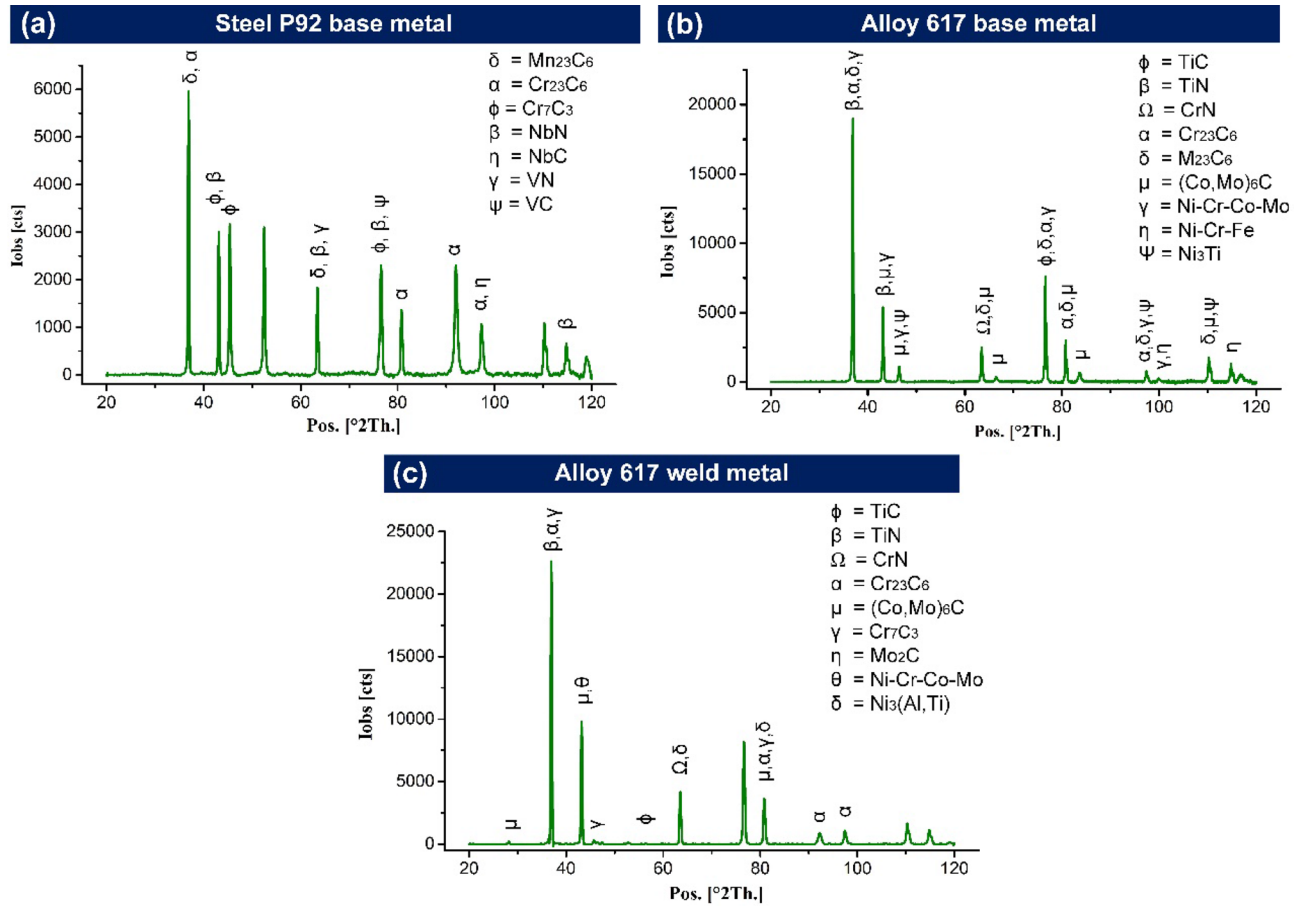 (a) Steel P92 base metal
δ = Mn23C6
α = Cr23C6
ϕ = Cr7C3
β = NbN
η = NbC
γ = VN
ψ = VC
Iobs [cts]
6000
5000
4000
3000
2000
1000
0
δ, α
ϕ, β
ϕ
δ, β, γ
ϕ, β, ψ
α
α
α, η
β
20 40 60 80 100 120
Pos. [°2Th.]
(b) Alloy 617 base metal
ϕ = TiC
β = TiN
Ω = CrN
α = Cr23C6
δ = M23C6
μ = (Co,Mo)6C
γ = Ni-Cr-Co-Mo
η = Ni-Cr-Fe
Ψ = Ni3Ti
Iobs [cts]
20000
15000
10000
5000
0
β,α,δ,γ
β,μ,γ
μ,γ,Ψ
Ω,δ,μ
μ
ϕ,δ,α,γ
α,δ,μ
μ
α,δ,γ,Ψ
γ,η
δ,μ,Ψ
η
20 40 60 80 100 120
Pos. [°2Th.]
(c) Alloy 617 weld metal
ϕ = TiC
β = TiN
Ω = CrN
α = Cr23C6
μ = (Co,Mo)6C
γ = Cr7C3
η = Mo2C
θ = Ni-Cr-Co-Mo
δ = Ni3(Al,Ti)
Iobs [cts]
25000
20000
15000
10000
5000
0
μ
β,α,γ
μ,θ
γ
ϕ
Ω,δ
μ,α,γ,δ
α
α
20 40 60 80 100 120
Pos. [°2Th.]